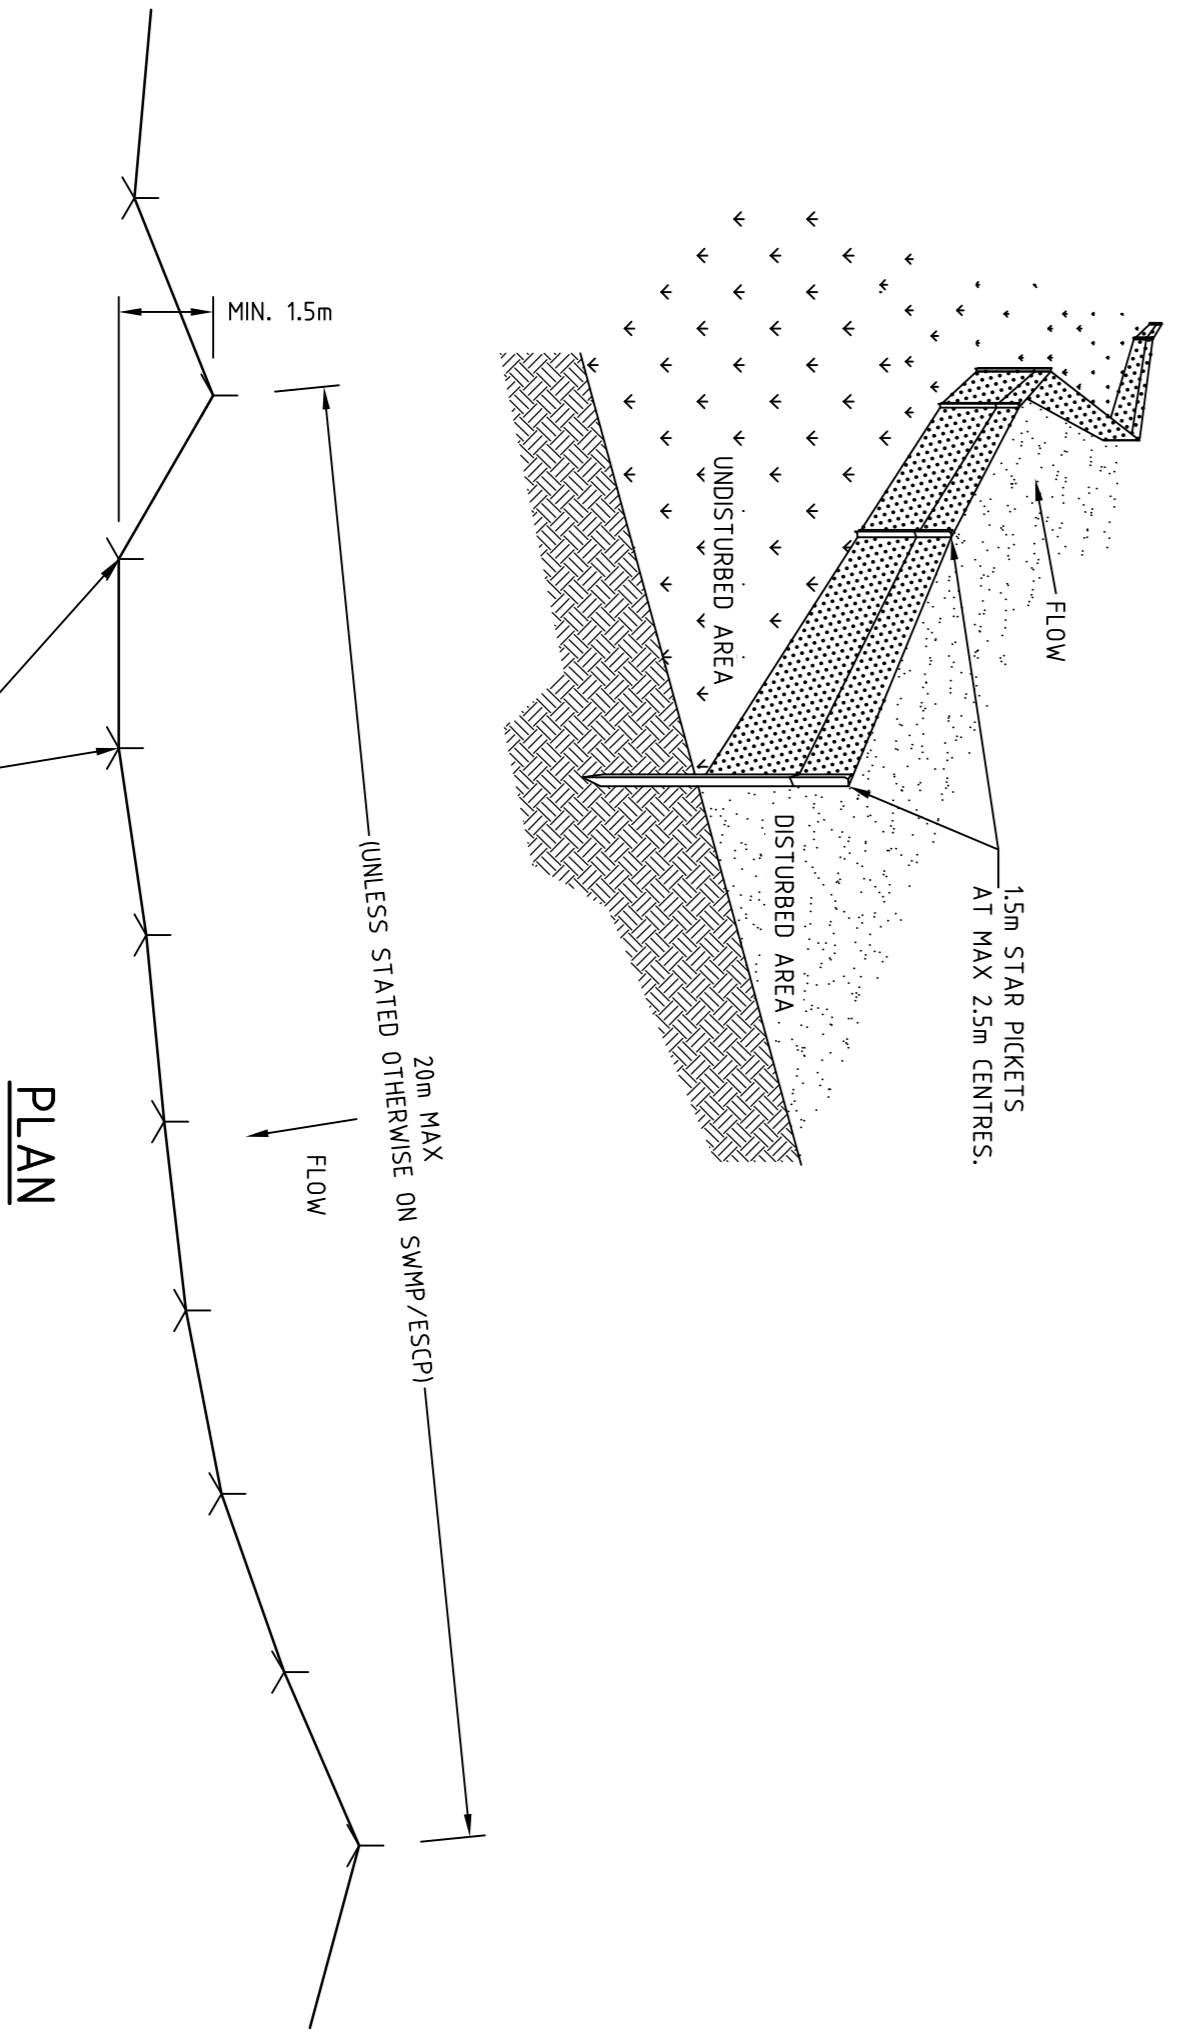 1.5m STAR PICKETS
AT MAX 2.5m CENTRES.
FLOW
DISTURBED AREA
UNDISTURBED AREA
20m MAX
(UNLESS STATED OTHERWISE ON SWMP/ESCP)
MIN. 1.5m
FLOW
PLAN